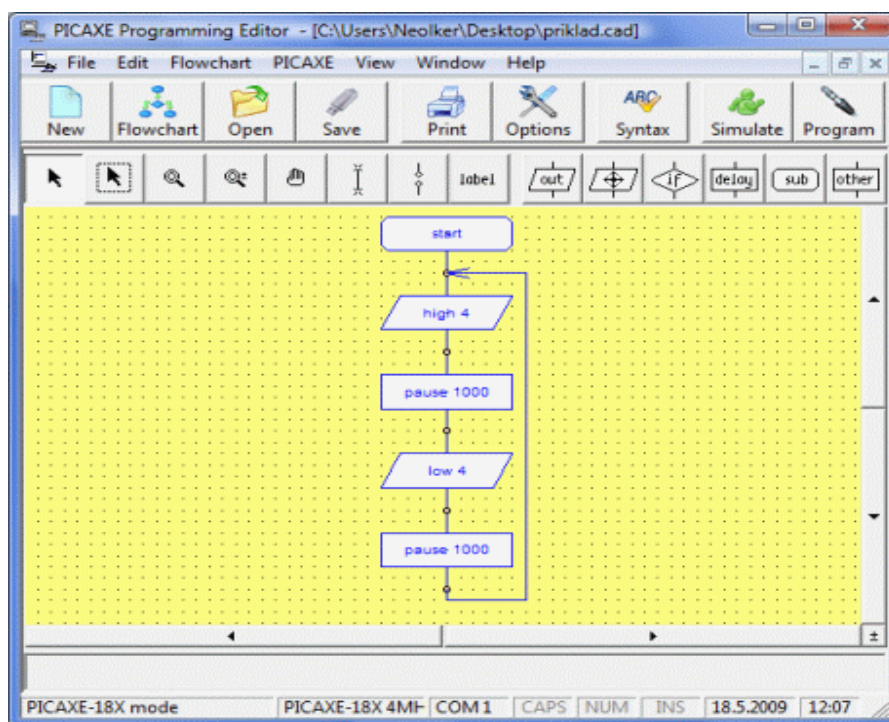 PICAXE Programming Editor - [C:\Users\Neolker\Desktop\priklad.cad]
File Edit Flowchart PICAXE View Window Help
New Flowchart Open Save Print Options Syntax Simulate Program
label out if delay sub other
start
high 4
pause 1000
low 4
pause 1000
PICAXE-18X mode PICAXE-18X 4MH COM 1 CAPS NUM INS 18.5.2009 12:07